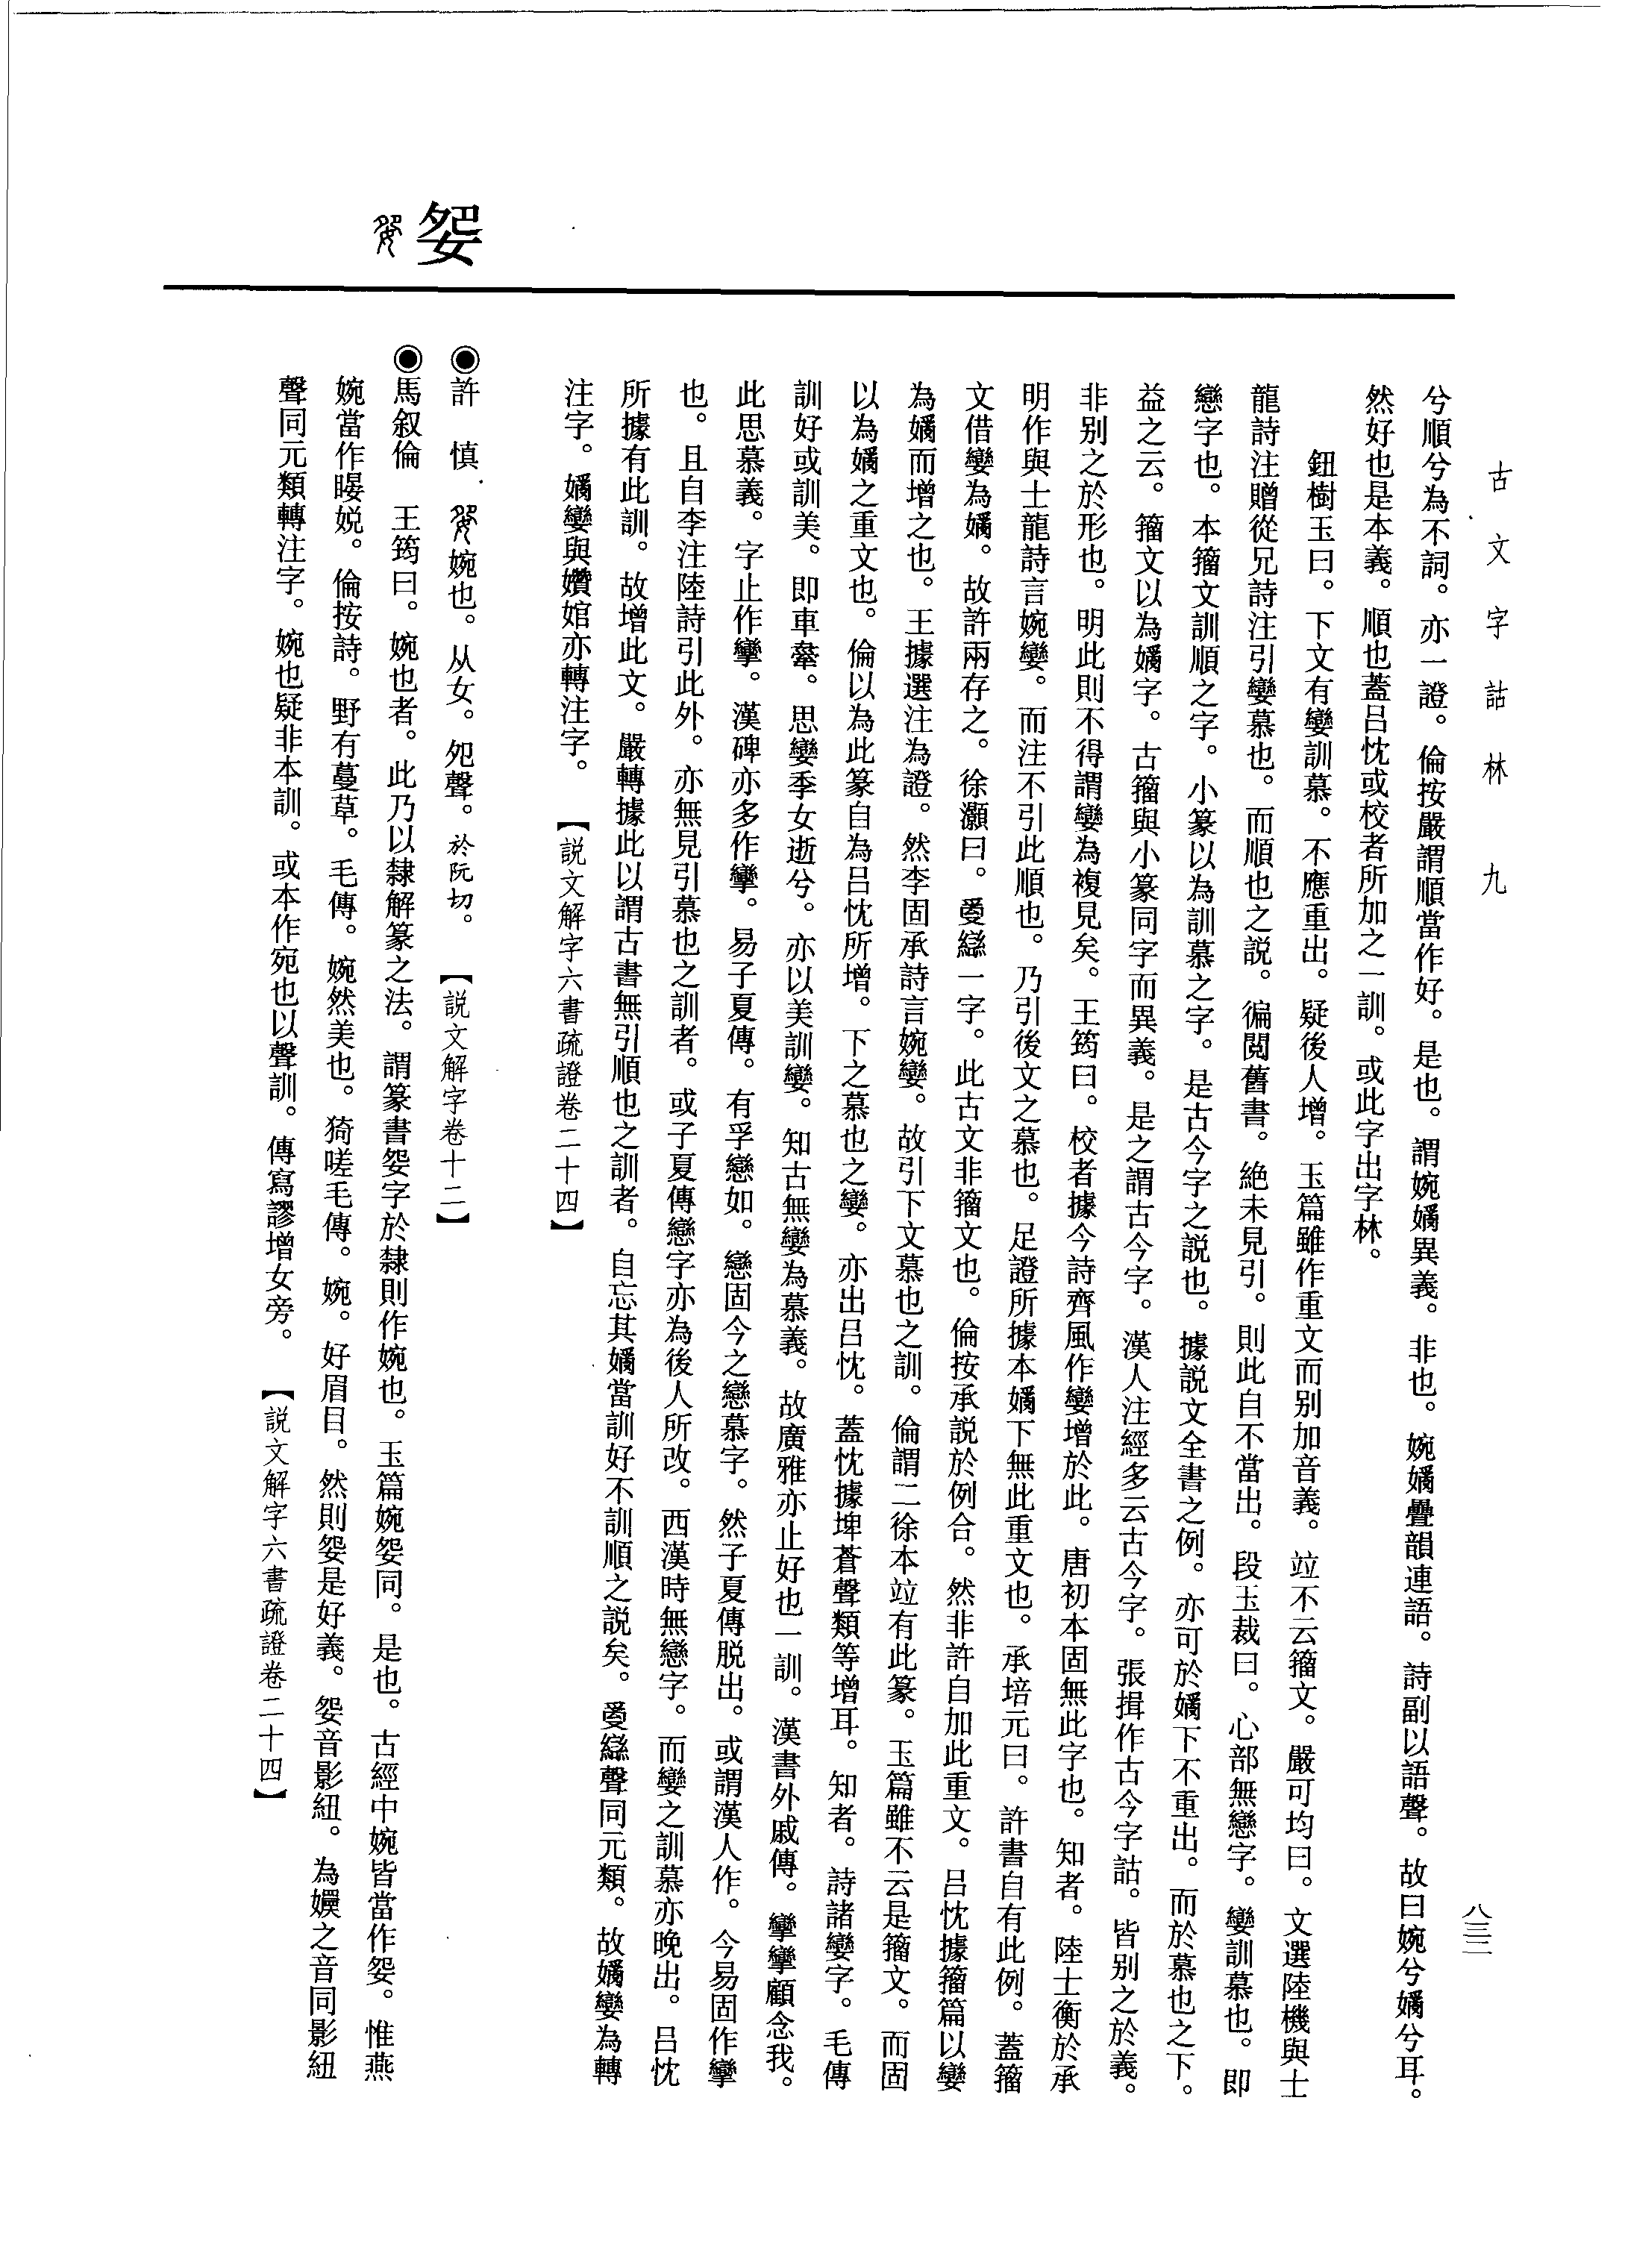 古文字詁林 九
八三二
兮順兮為不詞。亦一證。倫按嚴謂順當作好。是也。謂婉嫡異義。非也。婉嫡疊韻連語。詩副以語聲。故曰婉兮嫡兮耳。
然好也是本義。順也蓋呂忱或校者所加之一訓。或此字出字林。
鈕樹玉曰。下文有孌訓慕。不應重出。疑後人增。玉篇雖作重文而别加音義。竝不云籀文。嚴可均曰。文選陸機與士
龍詩注贈從兄詩注引孌慕也。而順也之説。徧閱舊書。絶未見引。則此自不當出。段玉裁曰。心部無戀字。孌訓慕也。即
戀字也。本籀文訓順之字。小篆以為訓慕之字。是古今字之説也。據説文全書之例。亦可於嫡下不重出。而於慕也之下。
益之云。籀文以為嫡字。古籀與小篆同字而異義。是之謂古今字。漢人注經多云古今字。張揖作古今字詁。皆别之於義。
非别之於形也。明此則不得謂孌為複見矣。王筠曰。校者據今詩齊風作孌增於此。唐初本固無此字也。知者。陸士衡於承
明作與士龍詩言婉孌。而注不引此順也。乃引後文之慕也。足證所據本嫡下無此重文也。承培元曰。許書自有此例。蓋籀
文借孌為嫡。故許兩存之。徐灝曰。𤔔䜌一字。此古文非籀文也。倫按承説於例合。然非許自加此重文。呂忱據籀篇以孌
為嫡而增之也。王據選注為證。然李固承詩言婉孌。故引下文慕也之訓。倫謂二徐本竝有此篆。玉篇雖不云是籀文。而固
以為嫡之重文也。倫以為此篆自為呂忱所增。下之慕也之孌。亦出呂忱。蓋忱據埤蒼聲類等增耳。知者。詩諸孌字。毛傳
訓好或訓美。即車舝。思孌季女逝兮。亦以美訓孌。知古無孌為慕義。故廣雅亦止好也一訓。漢書外戚傳。攣攣顧念我。
此思慕義。字止作攣。漢碑亦多作攣。易子夏傳。有孚戀如。戀固今之戀慕字。然子夏傳脱出。或謂漢人作。今易固作攣
也。且自李注陸詩引此外。亦無見引慕也之訓者。或子夏傳戀字亦為後人所改。西漢時無戀字。而孌之訓慕亦晚出。呂忱
所據有此訓。故增此文。嚴轉據此以謂古書無引順也之訓者。自忘其嫡當訓好不訓順之説矣。𤔔䜌聲同元類。故嫡孌為轉
注字。嫡孌與嬾婠亦轉注字。 【説文解字六書疏證卷二十四】
妴
◉許 慎 婉也。从女。夗聲。於阮切。 【説文解字卷十二】
◉馬叙倫 王筠曰。婉也者。此乃以隸解篆之法。謂篆書妴字於隸則作婉也。玉篇婉妴同。是也。古經中婉皆當作妴。惟燕
婉當作㬫婗。倫按詩。野有蔓草。毛傳。婉然美也。猗嗟毛傳。婉。好眉目。然則妴是好義。妴音影紐。為嬽之音同影紐
聲同元類轉注字。婉也疑非本訓。或本作宛也以聲訓。傳寫謬增女旁。 【説文解字六書疏證卷二十四】